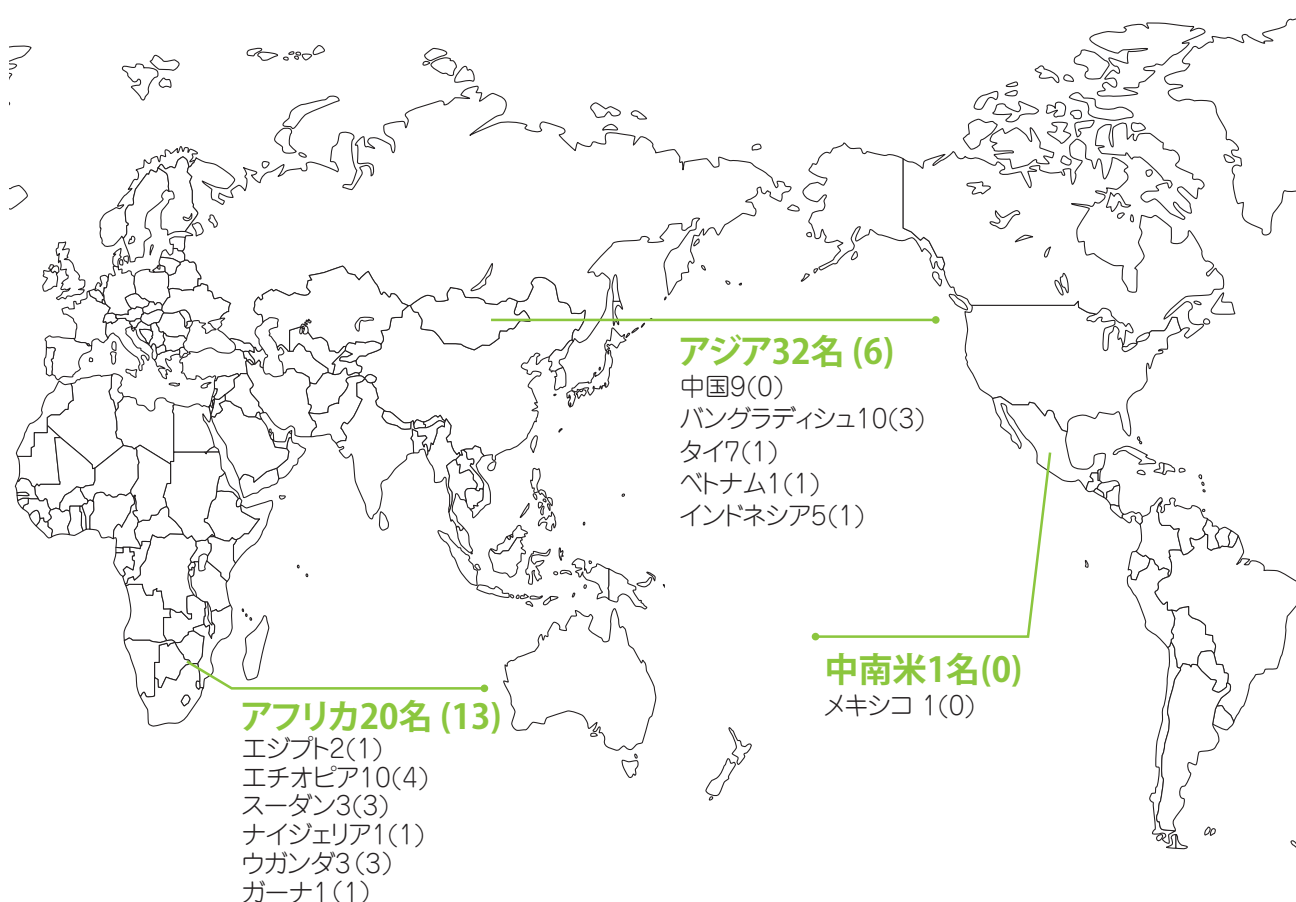 アジア32名 (6)
中国9(0)
バングラディシュ10(3)
タイ7(1)
ベトナム1(1)
インドネシア5(1)
中南米1名(0)
メキシコ 1(0)
アフリカ20名 (13)
エジプト2(1)
エチオピア10(4)
スーダン3(3)
ナイジェリア1(1)
ウガンダ3(3)
ガーナ1(1)